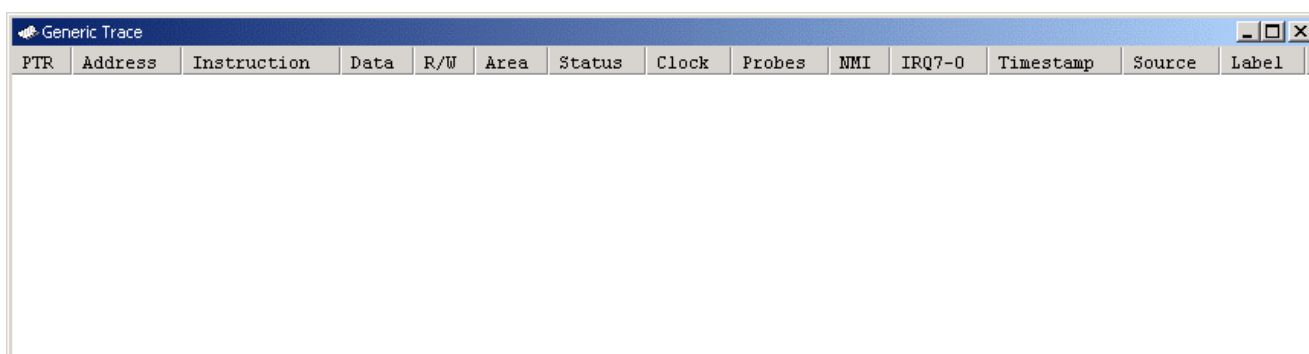 Generic Trace
PTR Address Instruction Data R/W Area Status Clock Probes NMI IRQ7-0 Timestamp Source Label